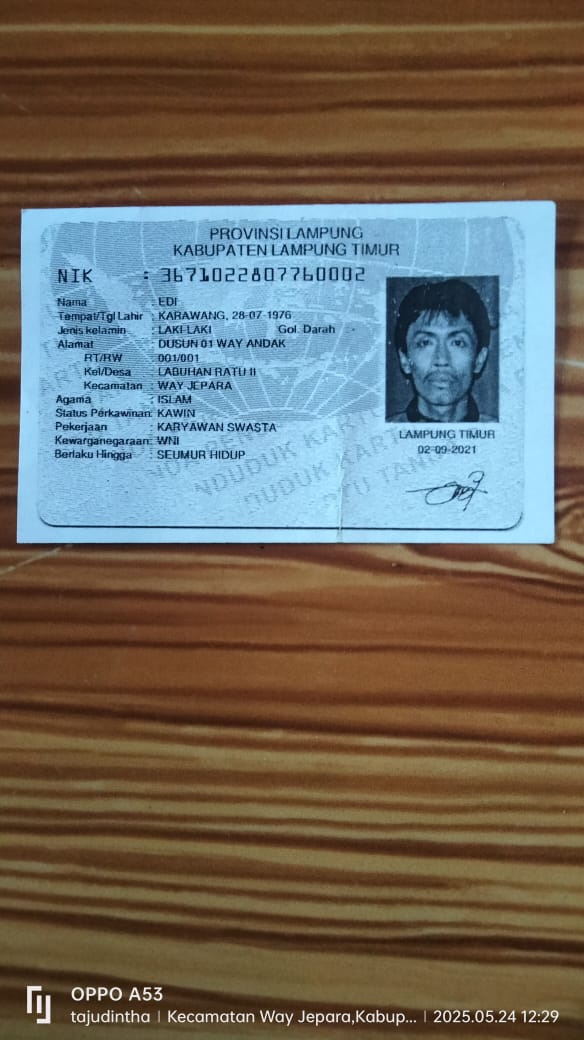 PROVINSI LAMPUNG
KABUPATEN LAMPUNG TIMUR
NIK : 3671022807760002
Nama : EDI
Tempat/Tgl Lahir : KARAWANG, 28-07-1976
Jenis kelamin : LAKI-LAKI Gol. Darah -
Alamat : DUSUN 01 WAY ANDAK
RT/RW : 001/001
Kel/Desa : LABUHAN RATU II
Kecamatan : WAY JEPARA
Agama : ISLAM
Status Perkawinan: KAWIN
Pekerjaan : KARYAWAN SWASTA
Kewarganegaraan: WNI
Berlaku Hingga : SEUMUR HIDUP
LAMPUNG TIMUR
02-09-2021
OPPO A53
tajudintha | Kecamatan Way Jepara,Kabup... | 2025.05.24 12:29